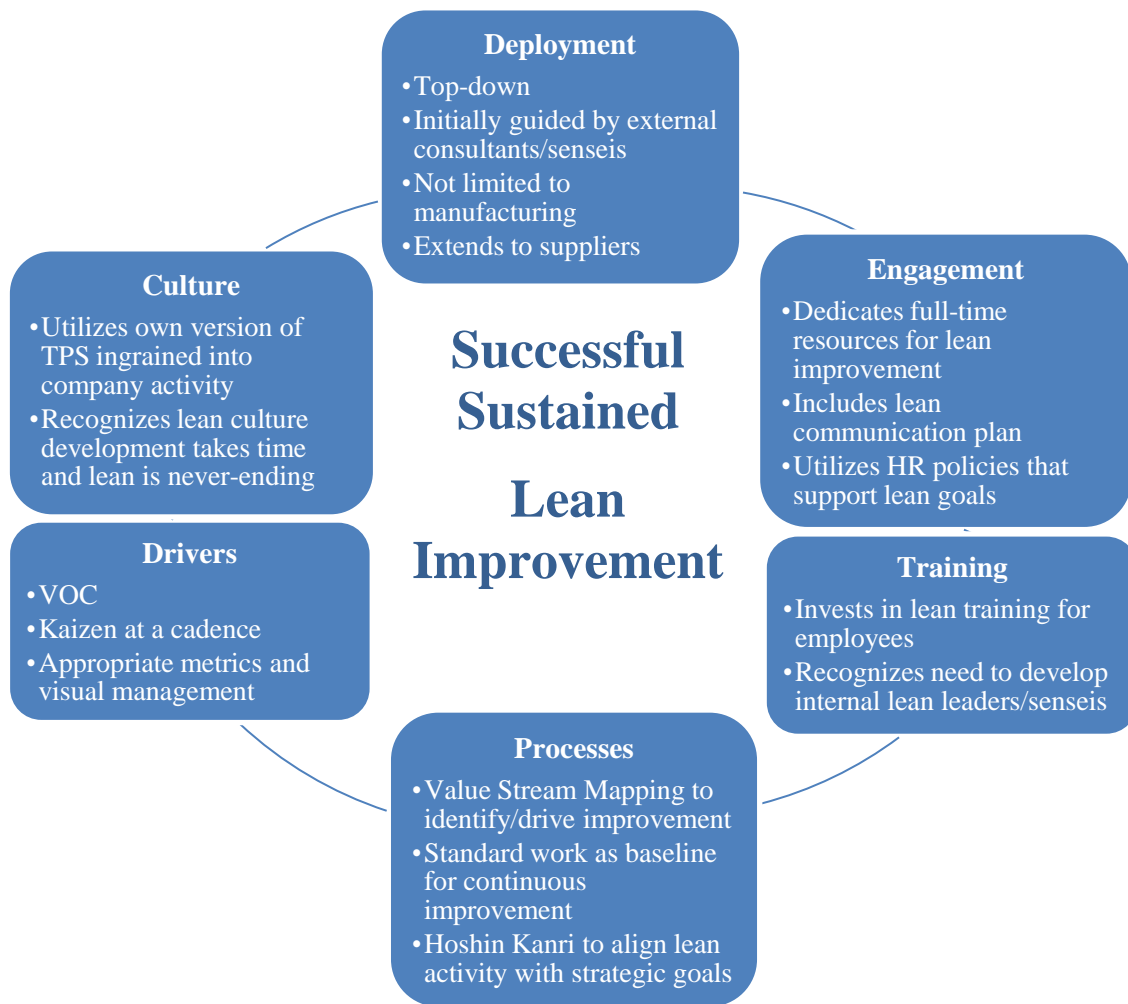 Deployment
•Top-down
•Initially guided by external
consultants/senseis
•Not limited to
manufacturing
•Extends to suppliers
Engagement
•Dedicates full-time
resources for lean
improvement
•Includes lean
communication plan
•Utilizes HR policies that
support lean goals
Training
•Invests in lean training for
employees
•Recognizes need to develop
internal lean leaders/senseis
Processes
•Value Stream Mapping to
identify/drive improvement
•Standard work as baseline
for continuous
improvement
•Hoshin Kanri to align lean
activity with strategic goals
Drivers
•VOC
•Kaizen at a cadence
•Appropriate metrics and
visual management
Culture
•Utilizes own version of
TPS ingrained into
company activity
•Recognizes lean culture
development takes time
and lean is never-ending
Successful
Sustained
Lean
Improvement